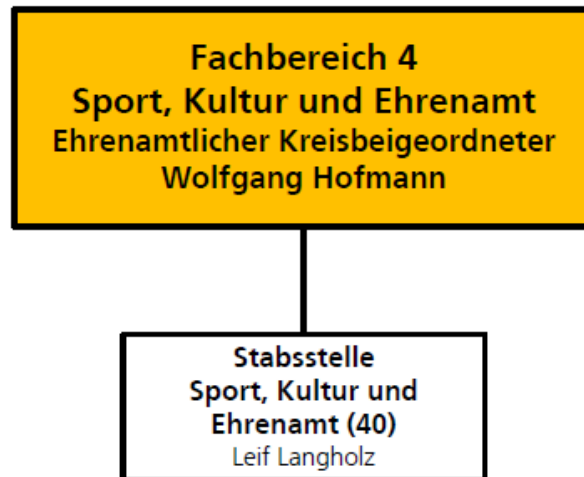 Fachbereich 4
Sport, Kultur und Ehrenamt
Ehrenamtlicher Kreisbeigeordneter
Wolfgang Hofmann
Stabsstelle
Sport, Kultur und
Ehrenamt (40)
Leif Langholz